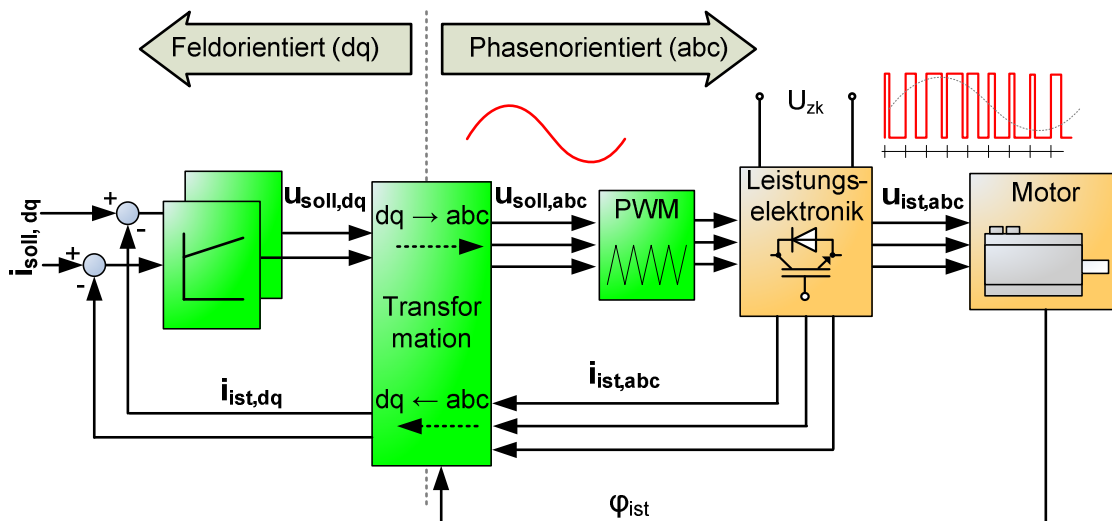 Feldorientiert (dq)
Phasenorientiert (abc)
Uzk
Leistungs-
elektronik
Motor
isoll,dq
+
-
+
-
usoll,dq
dq → abc
usoll,abc
PWM
uist,abc
Transfor
mation
iist,dq
dq ← abc
iist,abc
φist